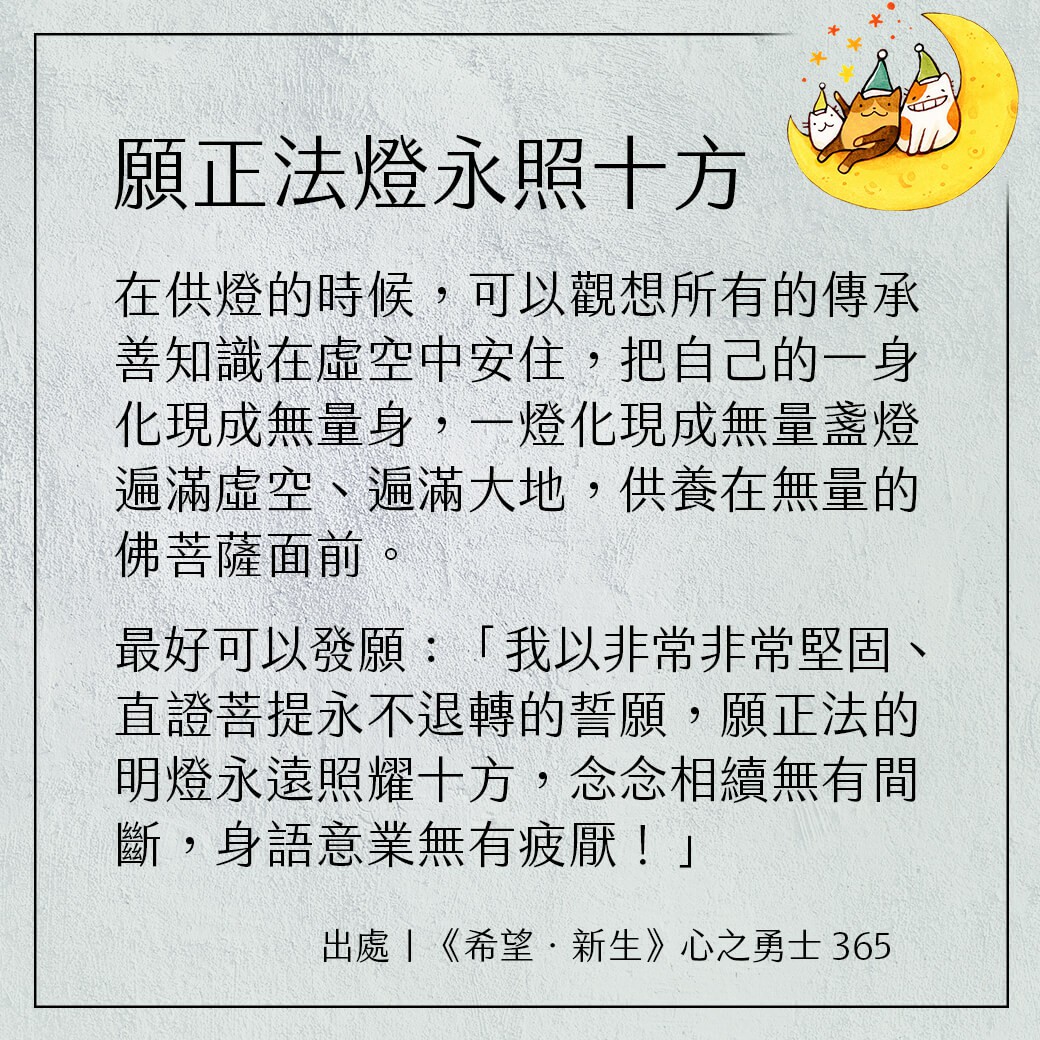 願正法燈永照十方
在供燈的時候，可以觀想所有的傳承
善知識在虛空中安住，把自己的一身
化現成無量身，一燈化現成無量盞燈
遍滿虛空、遍滿大地，供養在無量的
佛菩薩面前。
最好可以發願：「我以非常非常堅固、
直證菩提永不退轉的誓願，願正法的
明燈永遠照耀十方，念念相續無有間
斷，身語意業無有疲厭！」
出處｜《希望．新生》心之勇士 365